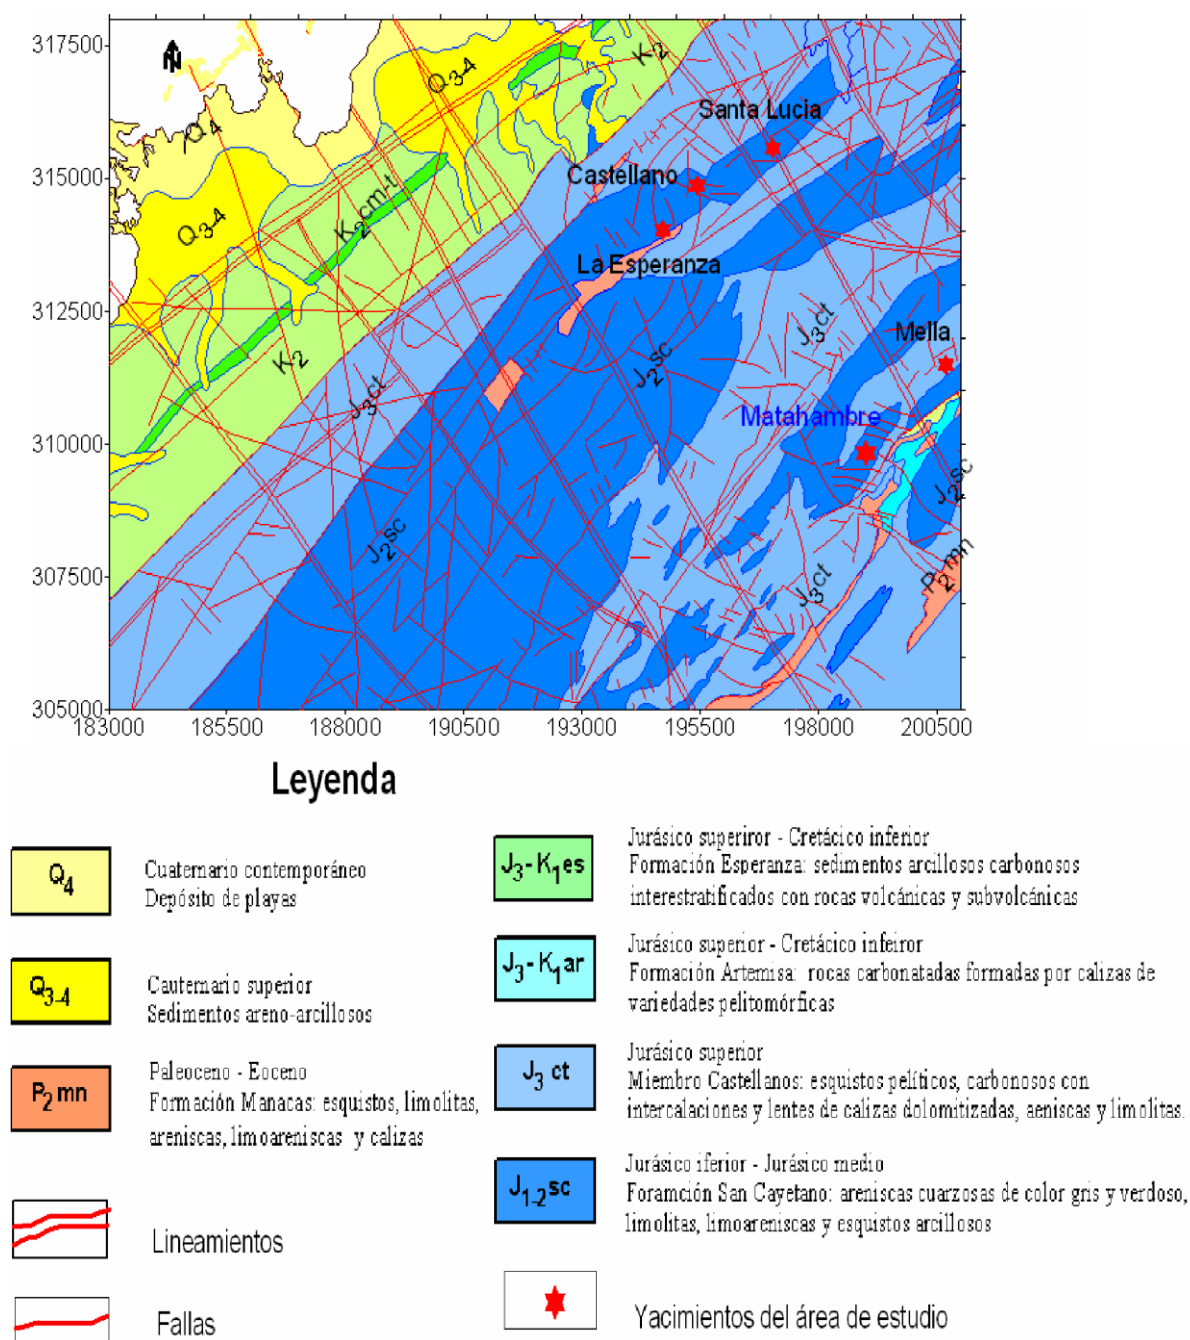 317500
315000
312500
310000
307500
305000
183000 185500 188000 190500 193000 195500 198000 200500
N
Q4
Q3-4
Q3-4
K2
K2cm-t
K2
J3ct
J2sc
J2sc
J3ct
J3ct
J2sc
P2mn
Santa Lucia
Castellano
La Esperanza
Mella
Matahambre
Leyenda
Q4
Cuaternario contemporáneo
Depósito de playas
Q3-4
Cauternario superior
Sedimentos areno-arcillosos
P2 mn
Paleoceno - Eoceno
Formación Manacas: esquistos, limolitas,
areniscas, limoareniscas y calizas
Lineamientos
Fallas
J3-K1es
Jurásico superiror - Cretácico inferior
Formación Esperanza: sedimentos arcillosos carbonosos
interestratificados con rocas volcánicas y subvolcánicas
J3-K1ar
Jurásico superior - Cretácico infeiror
Formación Artemisa: rocas carbonatadas formadas por calizas de
variedades pelitomórficas
J3 ct
Jurásico superior
Miembro Castellanos: esquistos pelíticos, carbonosos con
intercalaciones y lentes de calizas dolomitizadas, aeniscas y limolitas.
J1-2sc
Jurásico iferior - Jurásico medio
Foramción San Cayetano: areniscas cuarzosas de color gris y verdoso,
limolitas, limoareniscas y esquistos arcillosos
Yacimientos del área de estudio